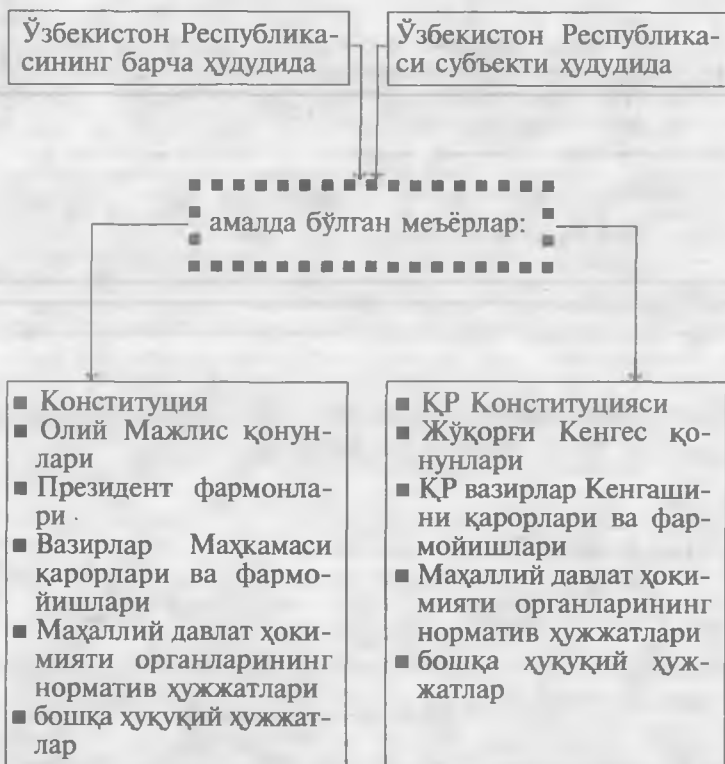 Ўзбекистон Республика-
сининг барча ҳудудида
Ўзбекистон Республика-
си субъекти ҳудудида
амалда бўлган меъёрлар:
■ Конституция
■ Олий Мажлис қонун-
лари
■ Президент фармонла-
ри
■ Вазирлар Маҳкамаси
қарорлари ва фармо-
йишлари
■ Маҳаллий давлат ҳоки-
мияти органларининг
норматив ҳужжатлари
■ бошқа ҳуқуқий ҳужжат-
лар
■ ҚР Конституцияси
■ Жўқорғи Кенгес қо-
нунлари
■ ҚР вазирлар Кенгаши-
ни қарорлари ва фар-
мойишлари
■ Маҳаллий давлат ҳоки-
мияти органларининг
норматив ҳужжатлари
■ бошқа ҳуқуқий ҳуж-
жатлар